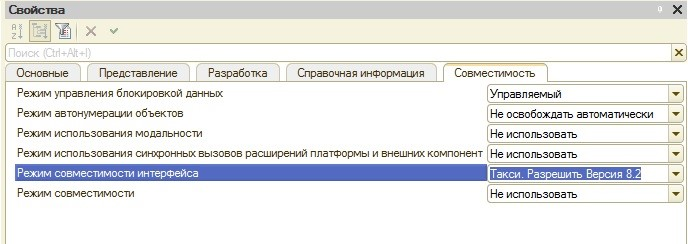 Свойства
Поиск (Ctrl+Alt+I)
Основные Представление Разработка Справочная информация Совместимость
Режим управления блокировкой данных Управляемый
Режим автонумерации объектов Не освобождать автоматически
Режим использования модальности Не использовать
Режим использования синхронных вызовов расширений платформы и внешних компонент Не использовать
Режим совместимости интерфейса Такси. Разрешить Версия 8.2
Режим совместимости Не использовать